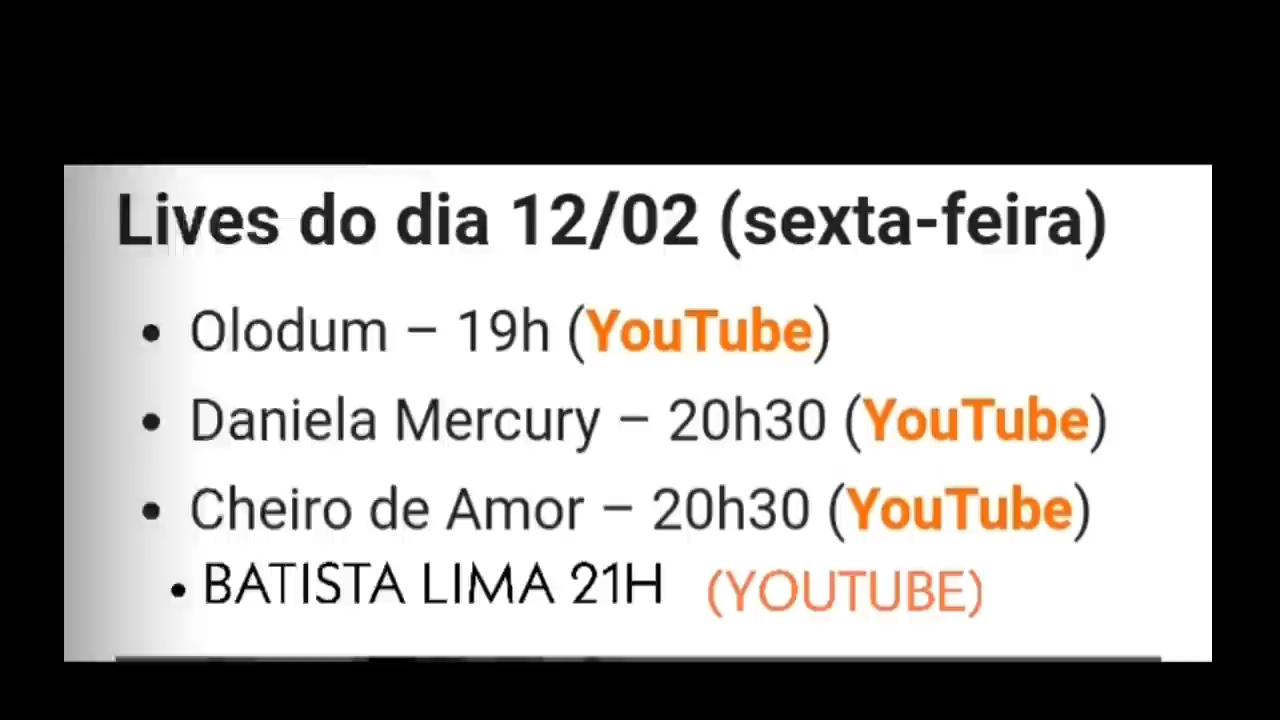 Lives do dia 12/02 (sexta-feira)
• Olodum – 19h (YouTube)
• Daniela Mercury – 20h30 (YouTube)
• Cheiro de Amor – 20h30 (YouTube)
• BATISTA LIMA 21H (YOUTUBE)